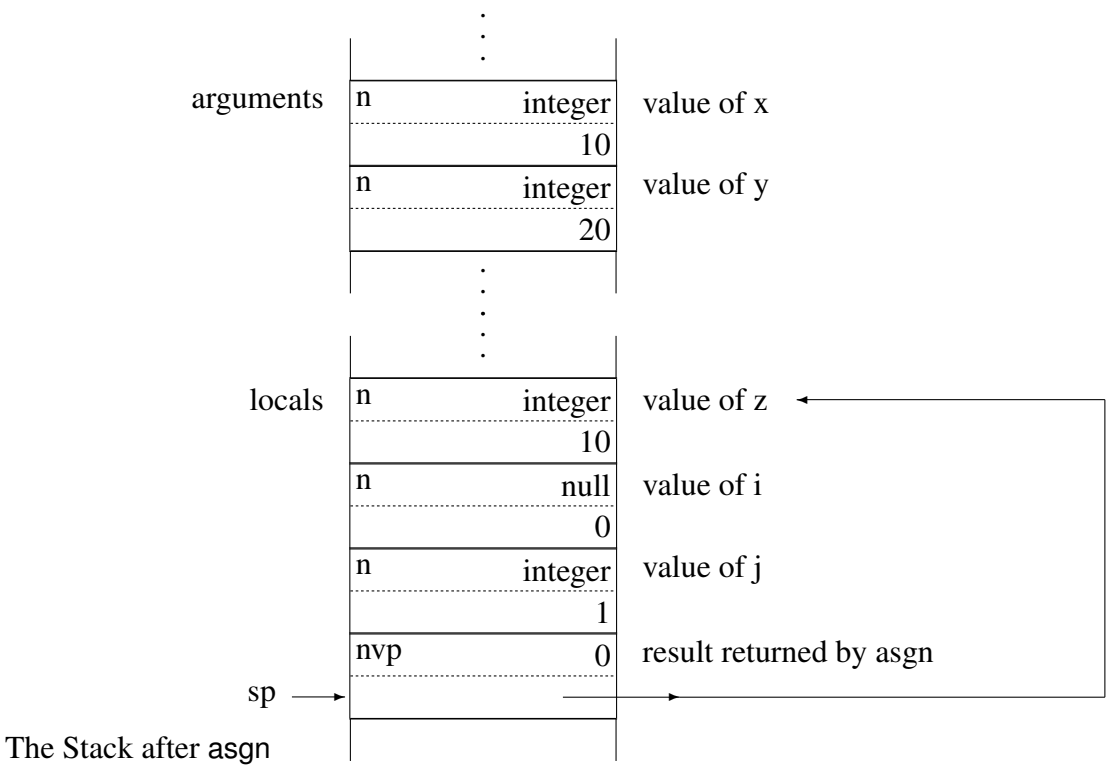 arguments n integer value of x
10
n integer value of y
20
locals n integer value of z
10
n null value of i
0
n integer value of j
1
nvp 0 result returned by asgn
sp
The Stack after asgn